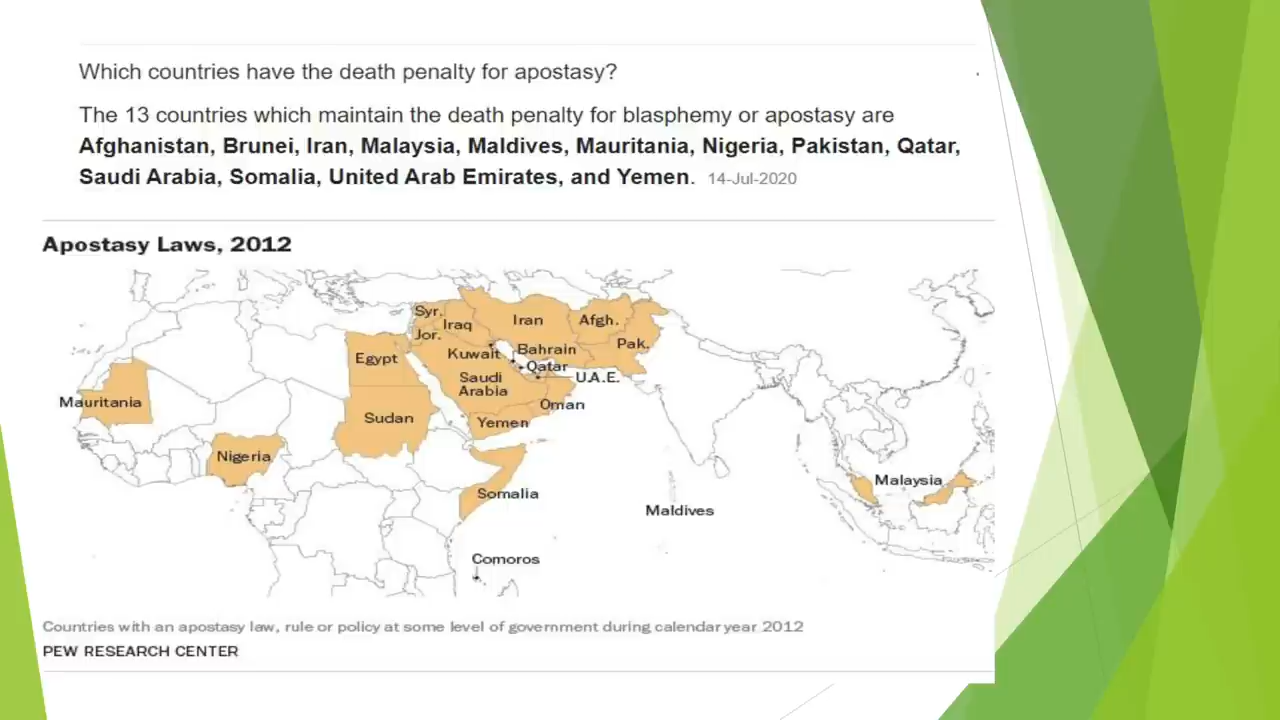 Which countries have the death penalty for apostasy?
The 13 countries which maintain the death penalty for blasphemy or apostasy are
Afghanistan, Brunei, Iran, Malaysia, Maldives, Mauritania, Nigeria, Pakistan, Qatar,
Saudi Arabia, Somalia, United Arab Emirates, and Yemen. 14-Jul-2020
Apostasy Laws, 2012
Syr.
Iraq
Iran
Afgh.
Jor.
Pak.
Egypt
Kuwait
Bahrain
Qatar
U.A.E.
Saudi
Arabia
Mauritania
Oman
Sudan
Yemen
Nigeria
Malaysia
Somalia
Maldives
Comoros
Countries with an apostasy law, rule or policy at some level of government during calendar year 2012
PEW RESEARCH CENTER